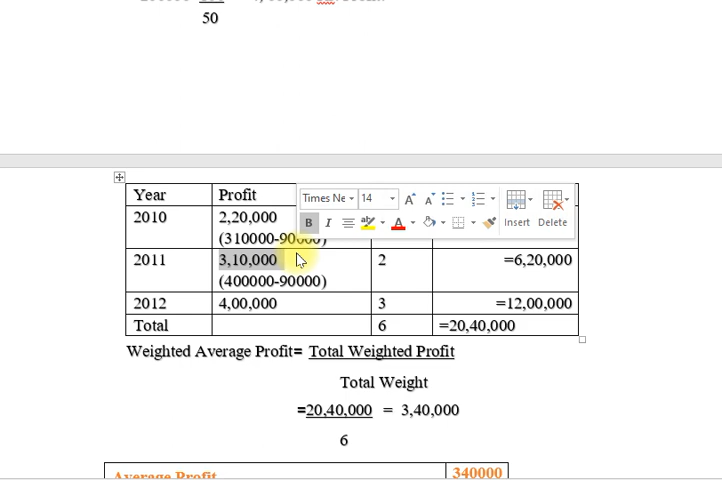 50
Year Profit
Times Ne 14
B I Insert Delete
2010 2,20,000
(310000-90000)
2011 3,10,000 2 =6,20,000
(400000-90000)
2012 4,00,000 3 =12,00,000
Total 6 =20,40,000
Weighted Average Profit= Total Weighted Profit
Total Weight
=20,40,000 = 3,40,000
6
Average Profit 340000